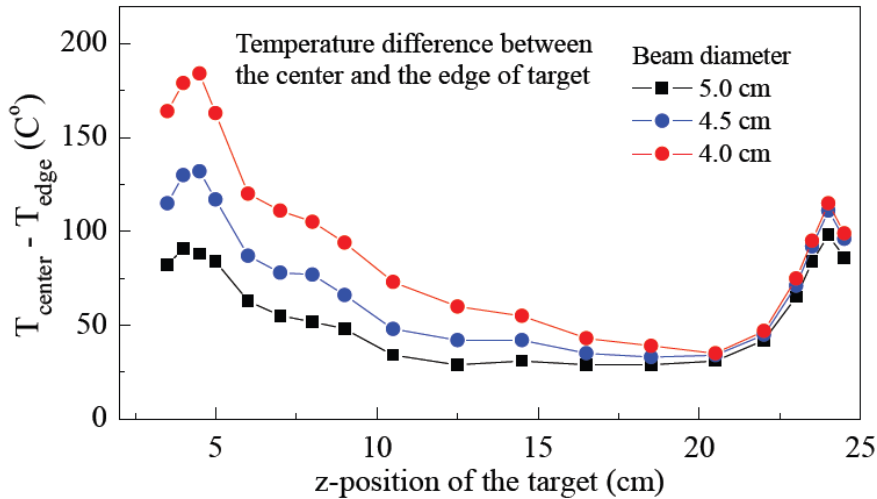 Temperature difference between
the center and the edge of target
Beam diameter
5.0 cm
4.5 cm
4.0 cm
T_center - T_edge (C°)
200
150
100
50
0
5
10
15
20
25
z-position of the target (cm)